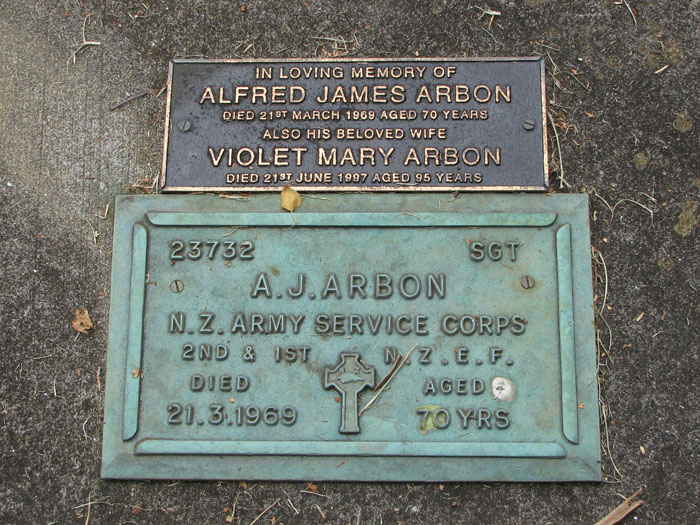 IN LOVING MEMORY OF
ALFRED JAMES ARBON
DIED 21ST MARCH 1969 AGED 70 YEARS
ALSO HIS BELOVED WIFE
VIOLET MARY ARBON
DIED 21ST JUNE 1997 AGED 95 YEARS
23732 SGT
A.J.ARBON
N.Z.ARMY SERVICE CORPS
2ND & 1ST N.Z.E.F.
DIED AGED
21.3.1969 70YRS